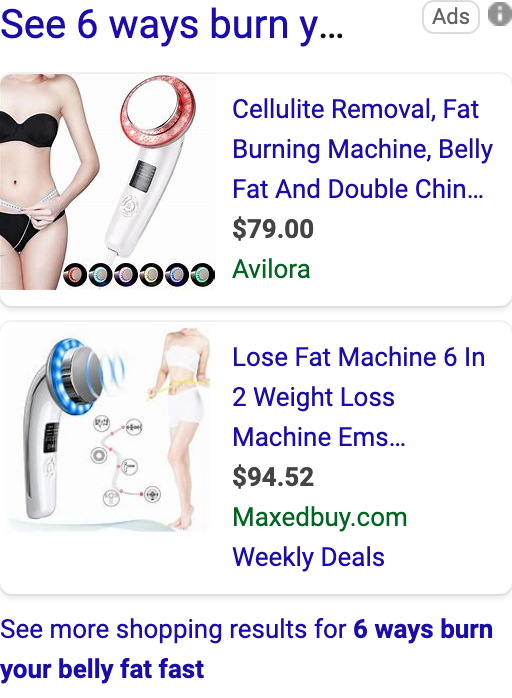 See 6 ways burn y...
Ads
Cellulite Removal, Fat
Burning Machine, Belly
Fat And Double Chin...
$79.00
Avilora
Lose Fat Machine 6 In
2 Weight Loss
Machine Ems...
$94.52
Maxedbuy.com
Weekly Deals
See more shopping results for 6 ways burn
your belly fat fast